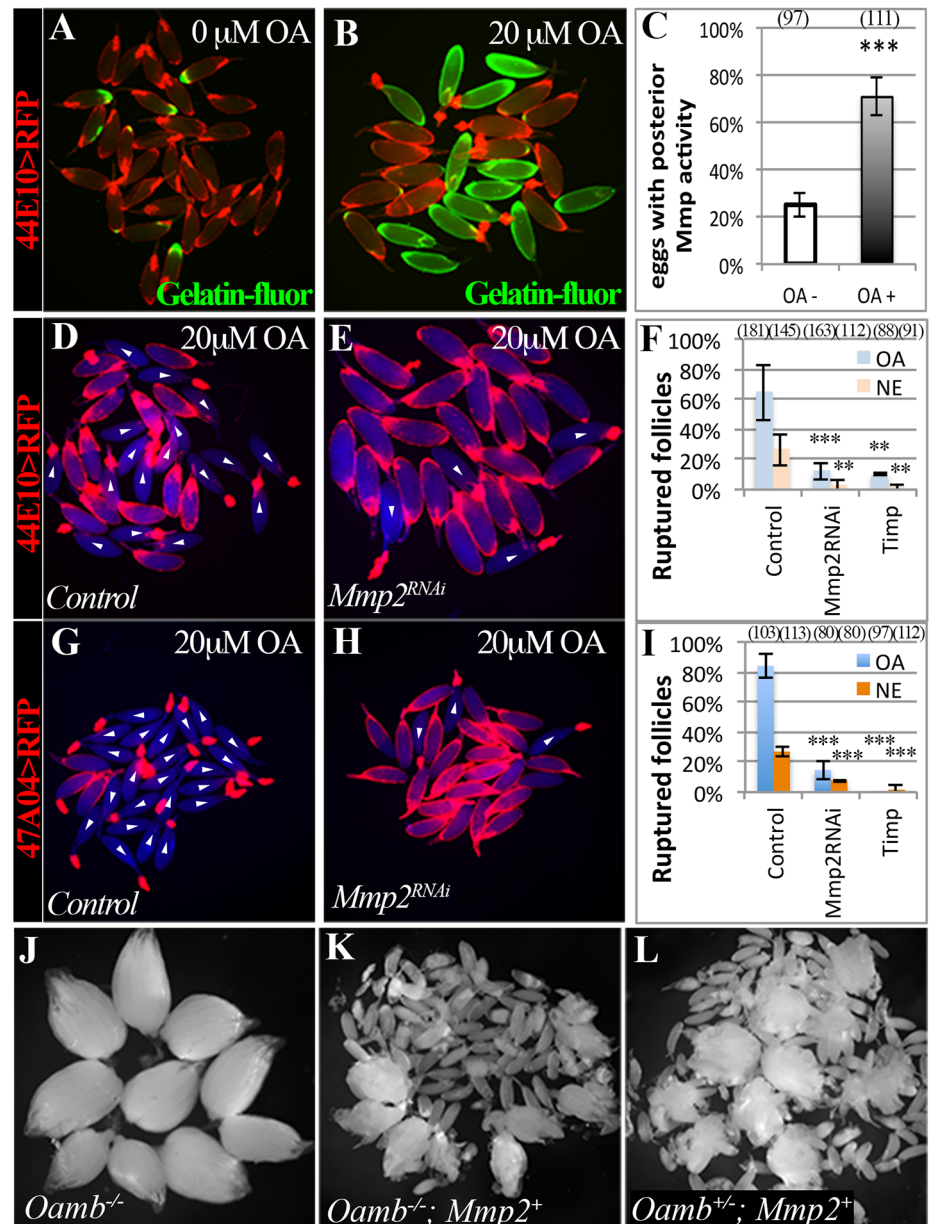 A
0 µM OA
44E10>RFP
Gelatin-fluor
B
20 µM OA
Gelatin-fluor
C
(97)
(111)
100%
***
80%
60%
40%
20%
0%
eggs with posterior
Mmp activity
OA -
OA +
D
20µM OA
44E10>RFP
Control
E
20µM OA
Mmp2RNAi
F
(181)(145) (163)(112) (88)(91)
100%
OA
80%
NE
60%
40%
20%
0%
***
**
**
**
Ruptured follicles
Control
Mmp2RNAi
Timp
G
20µM OA
47A04>RFP
Control
H
20µM OA
Mmp2RNAi
I
(103)(113) (80)(80) (97)(112)
100%
OA
80%
NE
60%
40%
20%
0%
***
***
***
***
Ruptured follicles
Control
Mmp2RNAi
Timp
J
Oamb-/-
K
Oamb-/-; Mmp2+
L
Oamb+/-; Mmp2+